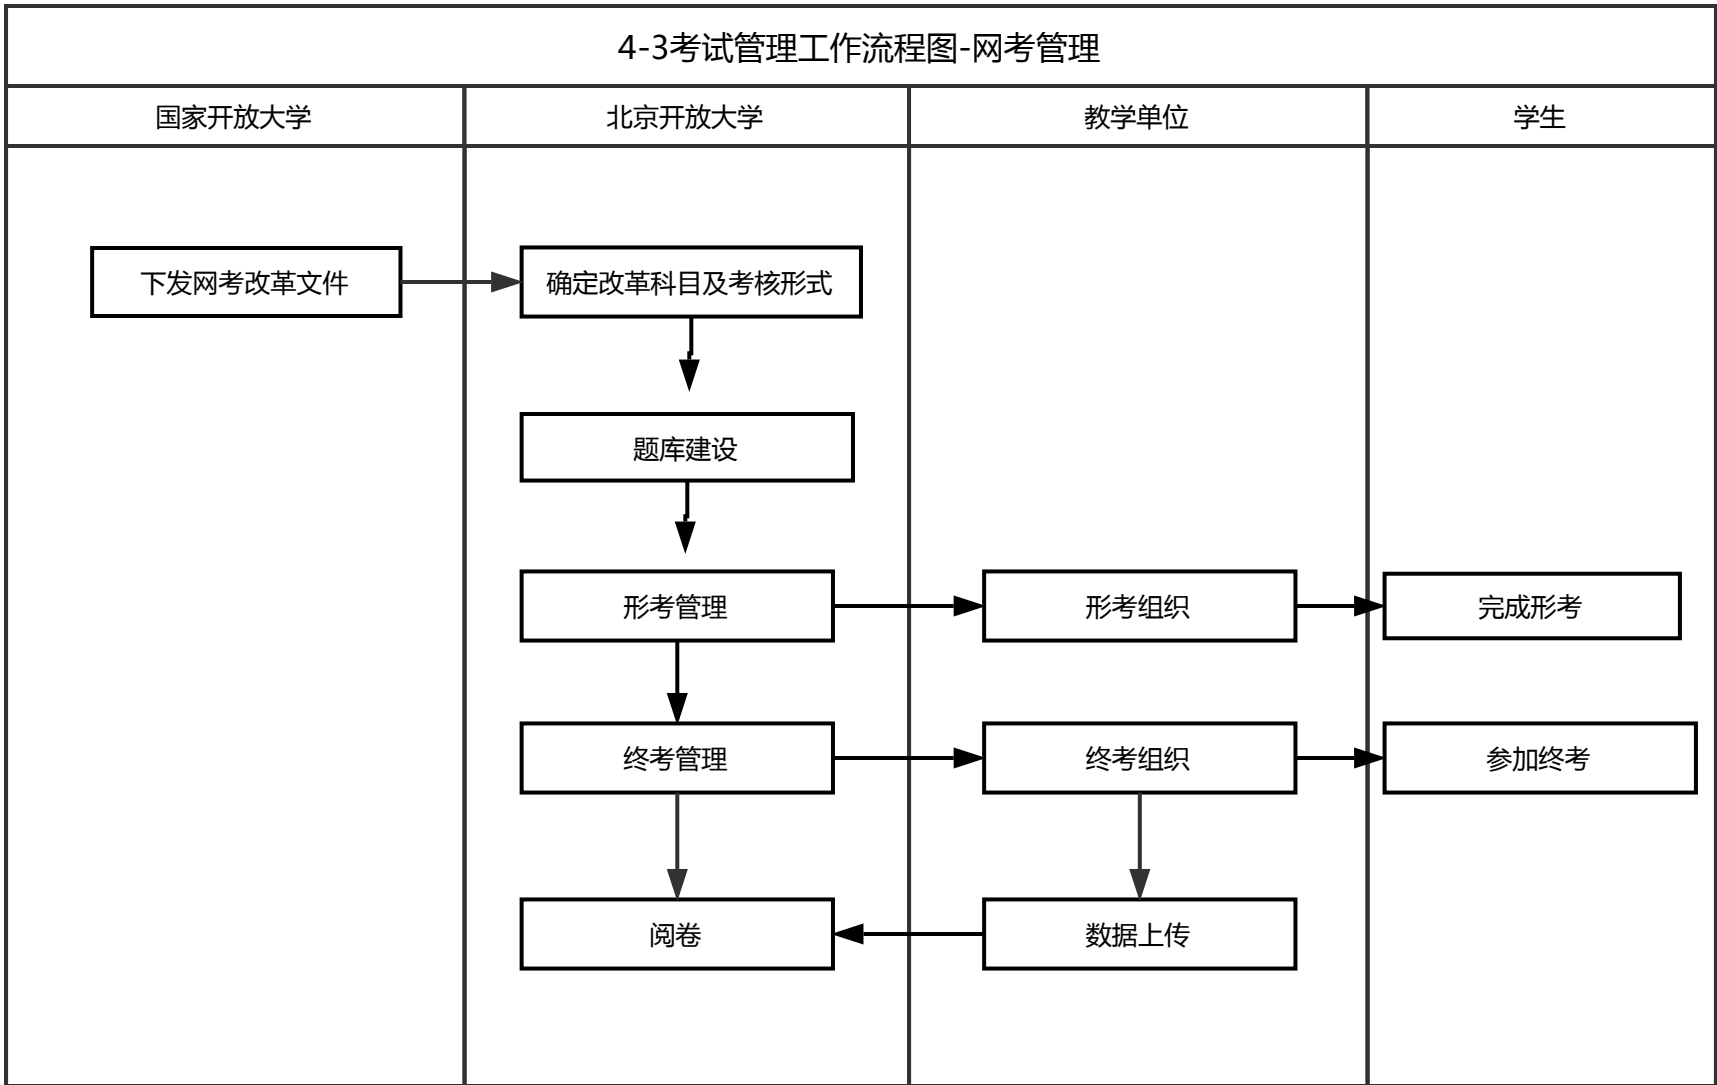 4-3考试管理工作流程图-网考管理
国家开放大学
北京开放大学
教学单位
学生
下发网考改革文件
确定改革科目及考核形式
题库建设
形考管理
形考组织
完成形考
终考管理
终考组织
参加终考
阅卷
数据上传